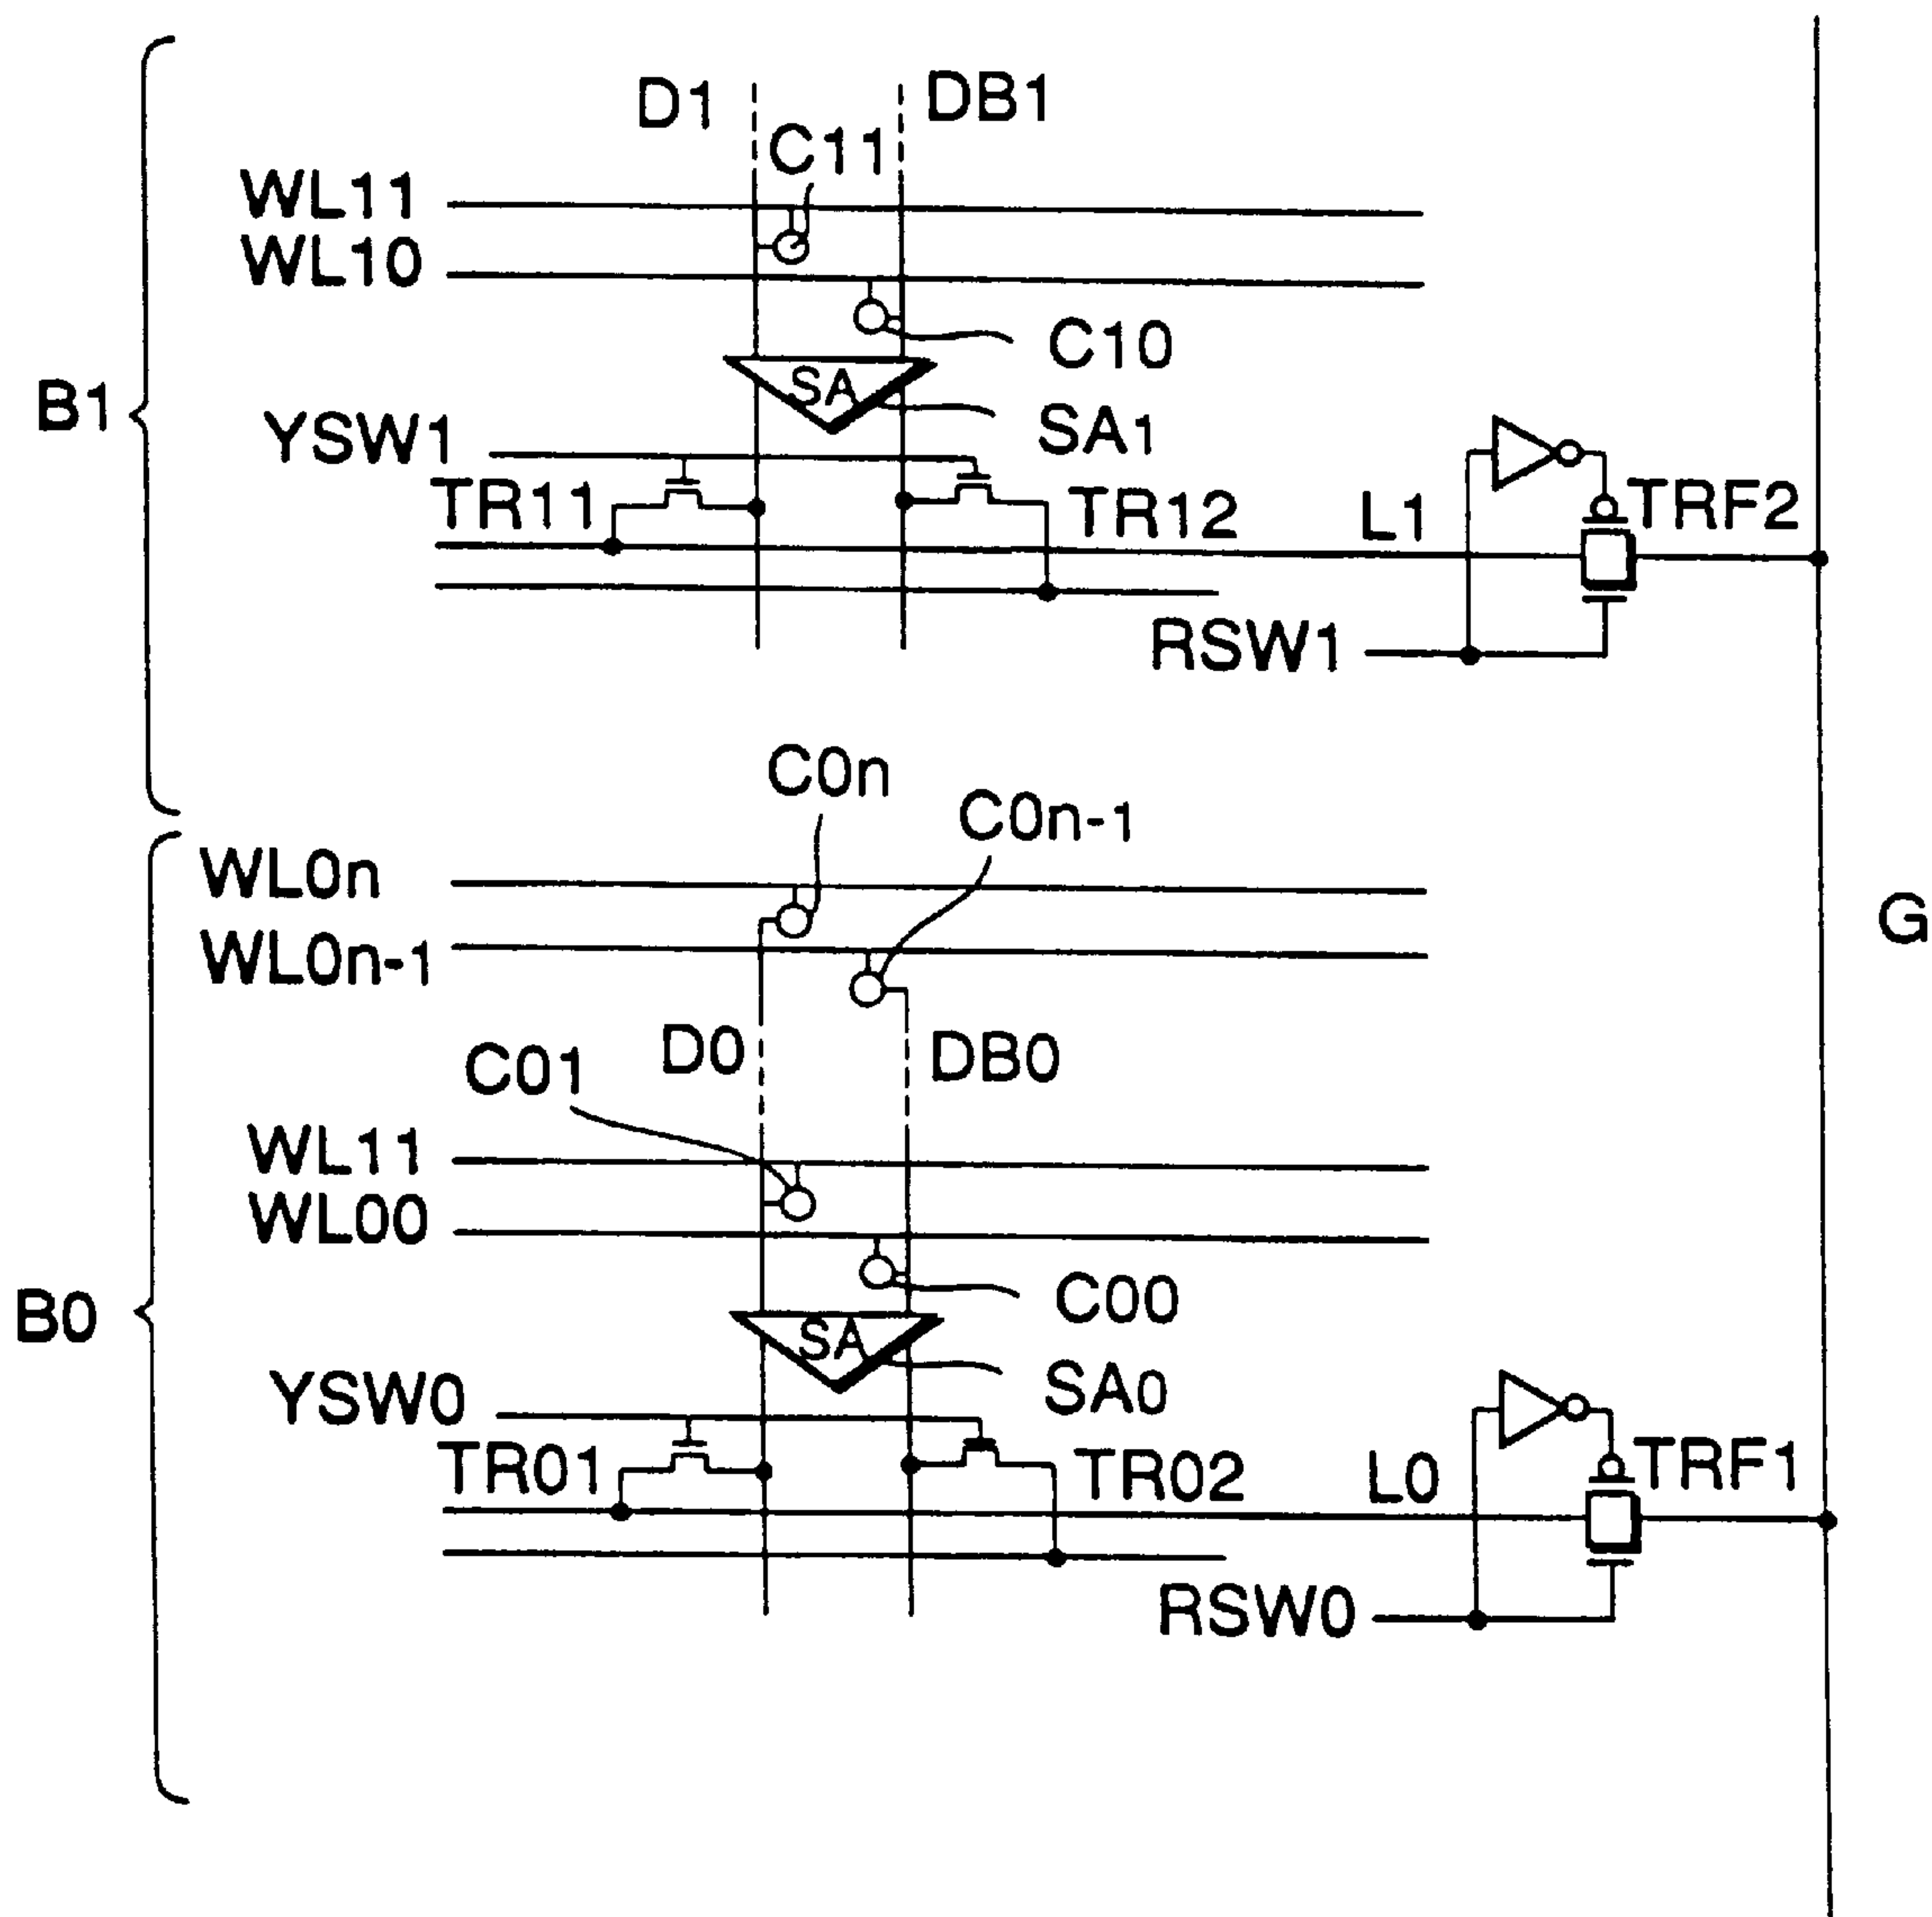 D1
DB1
C11
WL11
WL10
C10
B1
SA
YSW1
SA1
TR11
TR12
L1
TRF2
RSW1
C0n
C0n-1
WL0n
WL0n-1
G
D0
DB0
C01
WL11
WL00
C00
B0
SA
YSW0
SA0
TR01
TR02
L0
TRF1
RSW0